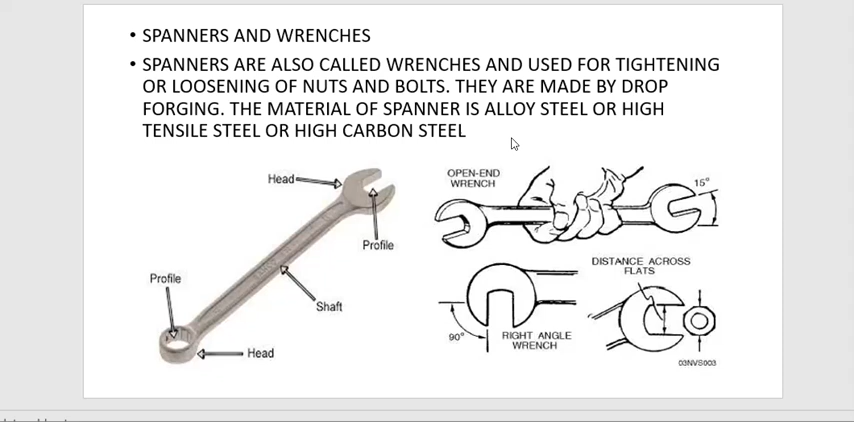 • SPANNERS AND WRENCHES
• SPANNERS ARE ALSO CALLED WRENCHES AND USED FOR TIGHTENING
OR LOOSENING OF NUTS AND BOLTS. THEY ARE MADE BY DROP
FORGING. THE MATERIAL OF SPANNER IS ALLOY STEEL OR HIGH
TENSILE STEEL OR HIGH CARBON STEEL
Head
Profile
Profile
Shaft
Head
OPEN-END
WRENCH
15°
DISTANCE ACROSS
FLATS
90°
RIGHT ANGLE
WRENCH
03NVS003